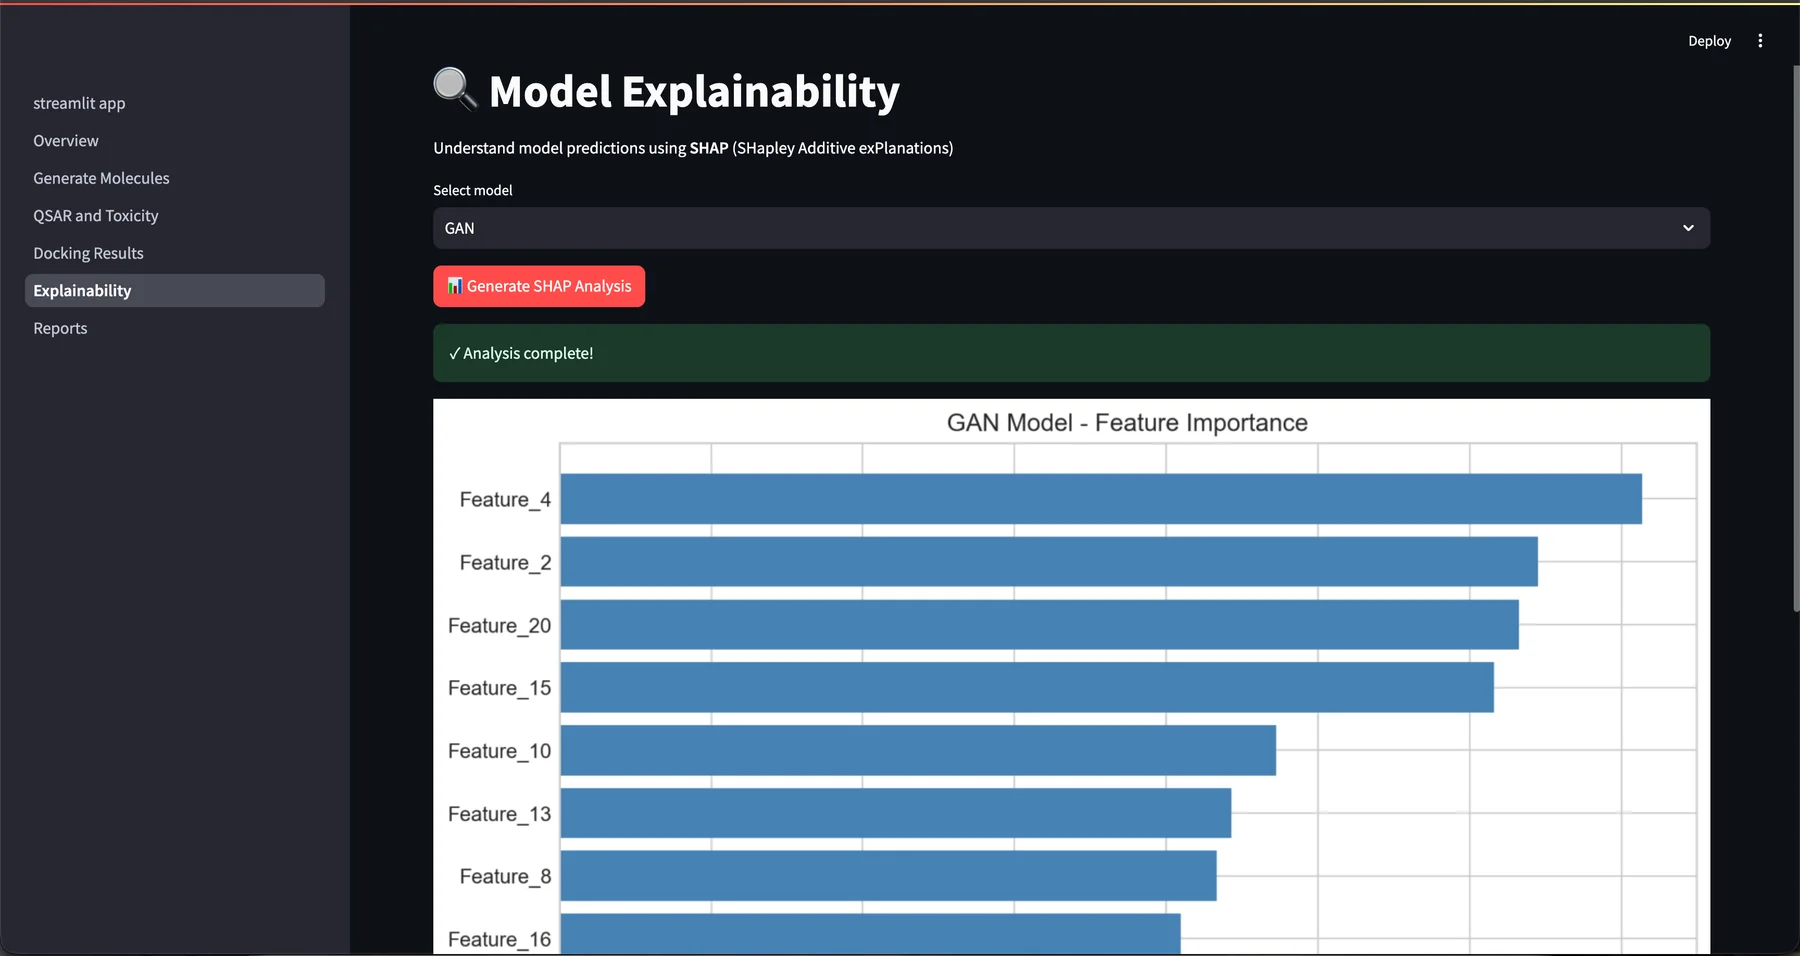 Deploy
streamlit app
Overview
Generate Molecules
QSAR and Toxicity
Docking Results
Explainability
Reports
Model Explainability
Understand model predictions using SHAP (SHapley Additive exPlanations)
Select model
GAN
Generate SHAP Analysis
✓ Analysis complete!
GAN Model - Feature Importance
Feature_4
Feature_2
Feature_20
Feature_15
Feature_10
Feature_13
Feature_8
Feature_16